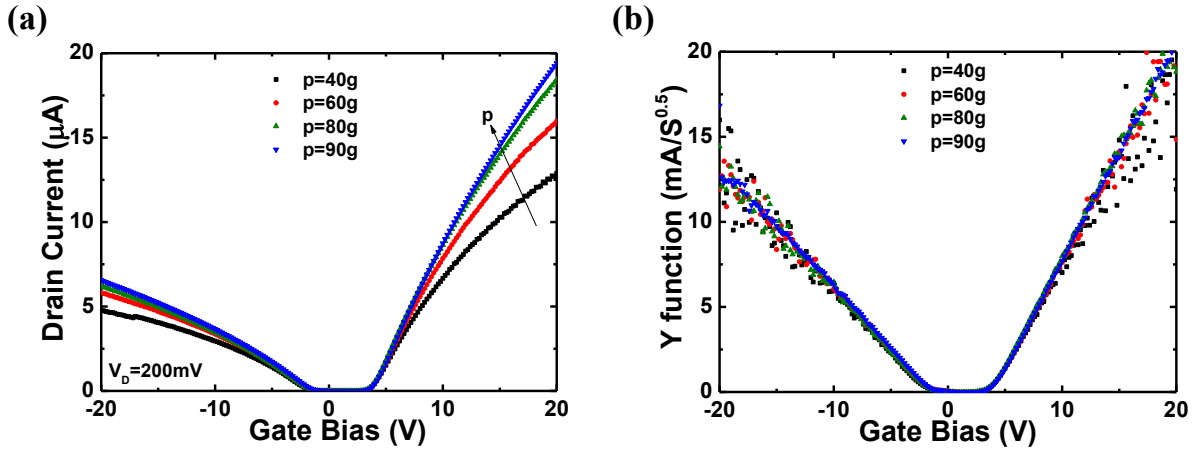 (a)
20
15
10
5
0
Drain Current (μA)
p=40g
p=60g
p=80g
p=90g
p
V_D=200mV
-20 -10 0 10 20
Gate Bias (V)
(b)
20
15
10
5
0
Y function (mA/S^0.5)
p=40g
p=60g
p=80g
p=90g
-20 -10 0 10 20
Gate Bias (V)